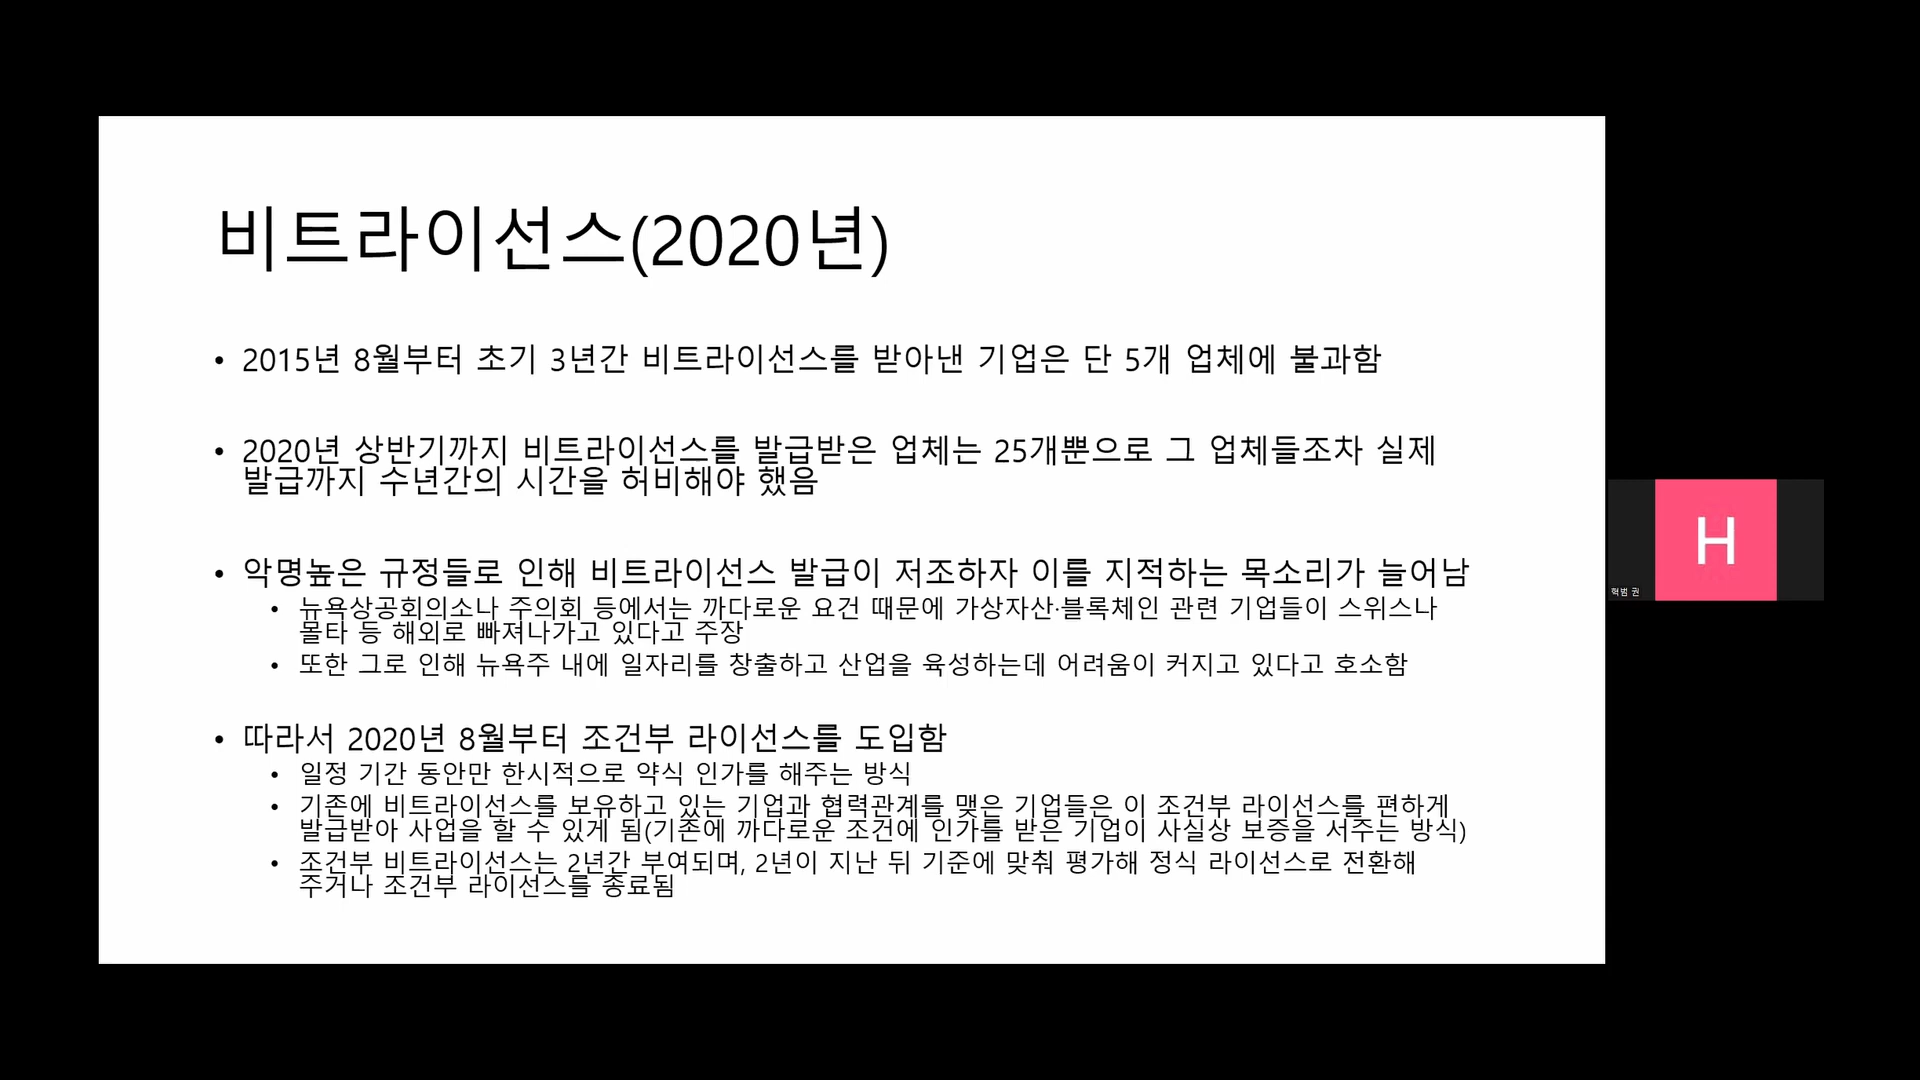 비트라이선스(2020년)
• 2015년 8월부터 초기 3년간 비트라이선스를 받아낸 기업은 단 5개 업체에 불과함
• 2020년 상반기까지 비트라이선스를 발급받은 업체는 25개뿐으로 그 업체들조차 실제
발급까지 수년간의 시간을 허비해야 했음
• 악명높은 규정들로 인해 비트라이선스 발급이 저조하자 이를 지적하는 목소리가 늘어남
• 뉴욕상공회의소나 주의회 등에서는 까다로운 요건 때문에 가상자산·블록체인 관련 기업들이 스위스나
몰타 등 해외로 빠져나가고 있다고 주장
• 또한 그로 인해 뉴욕주 내에 일자리를 창출하고 산업을 육성하는데 어려움이 커지고 있다고 호소함
• 따라서 2020년 8월부터 조건부 라이선스를 도입함
• 일정 기간 동안만 한시적으로 약식 인가를 해주는 방식
• 기존에 비트라이선스를 보유하고 있는 기업과 협력관계를 맺은 기업들은 이 조건부 라이선스를 편하게
발급받아 사업을 할 수 있게 됨(기존에 까다로운 조건에 인가를 받은 기업이 사실상 보증을 서주는 방식)
• 조건부 비트라이선스는 2년간 부여되며, 2년이 지난 뒤 기준에 맞춰 평가해 정식 라이선스로 전환해
주거나 조건부 라이선스를 종료됨
H
혁범 권